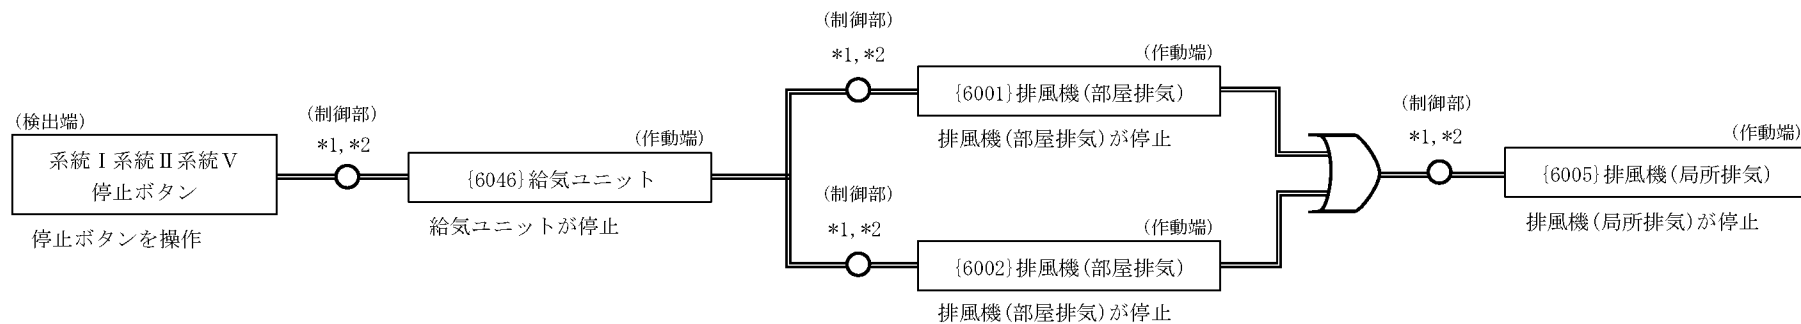 (検出端)
系統Ⅰ系統Ⅱ系統Ⅴ
停止ボタン
停止ボタンを操作
(制御部)
*1,*2
(作動端)
{6046}給気ユニット
給気ユニットが停止
(制御部)
*1,*2
(作動端)
{6001}排風機(部屋排気)
排風機(部屋排気)が停止
(制御部)
*1,*2
(作動端)
{6002}排風機(部屋排気)
排風機(部屋排気)が停止
(制御部)
*1,*2
(作動端)
{6005}排風機(局所排気)
排風機(局所排気)が停止